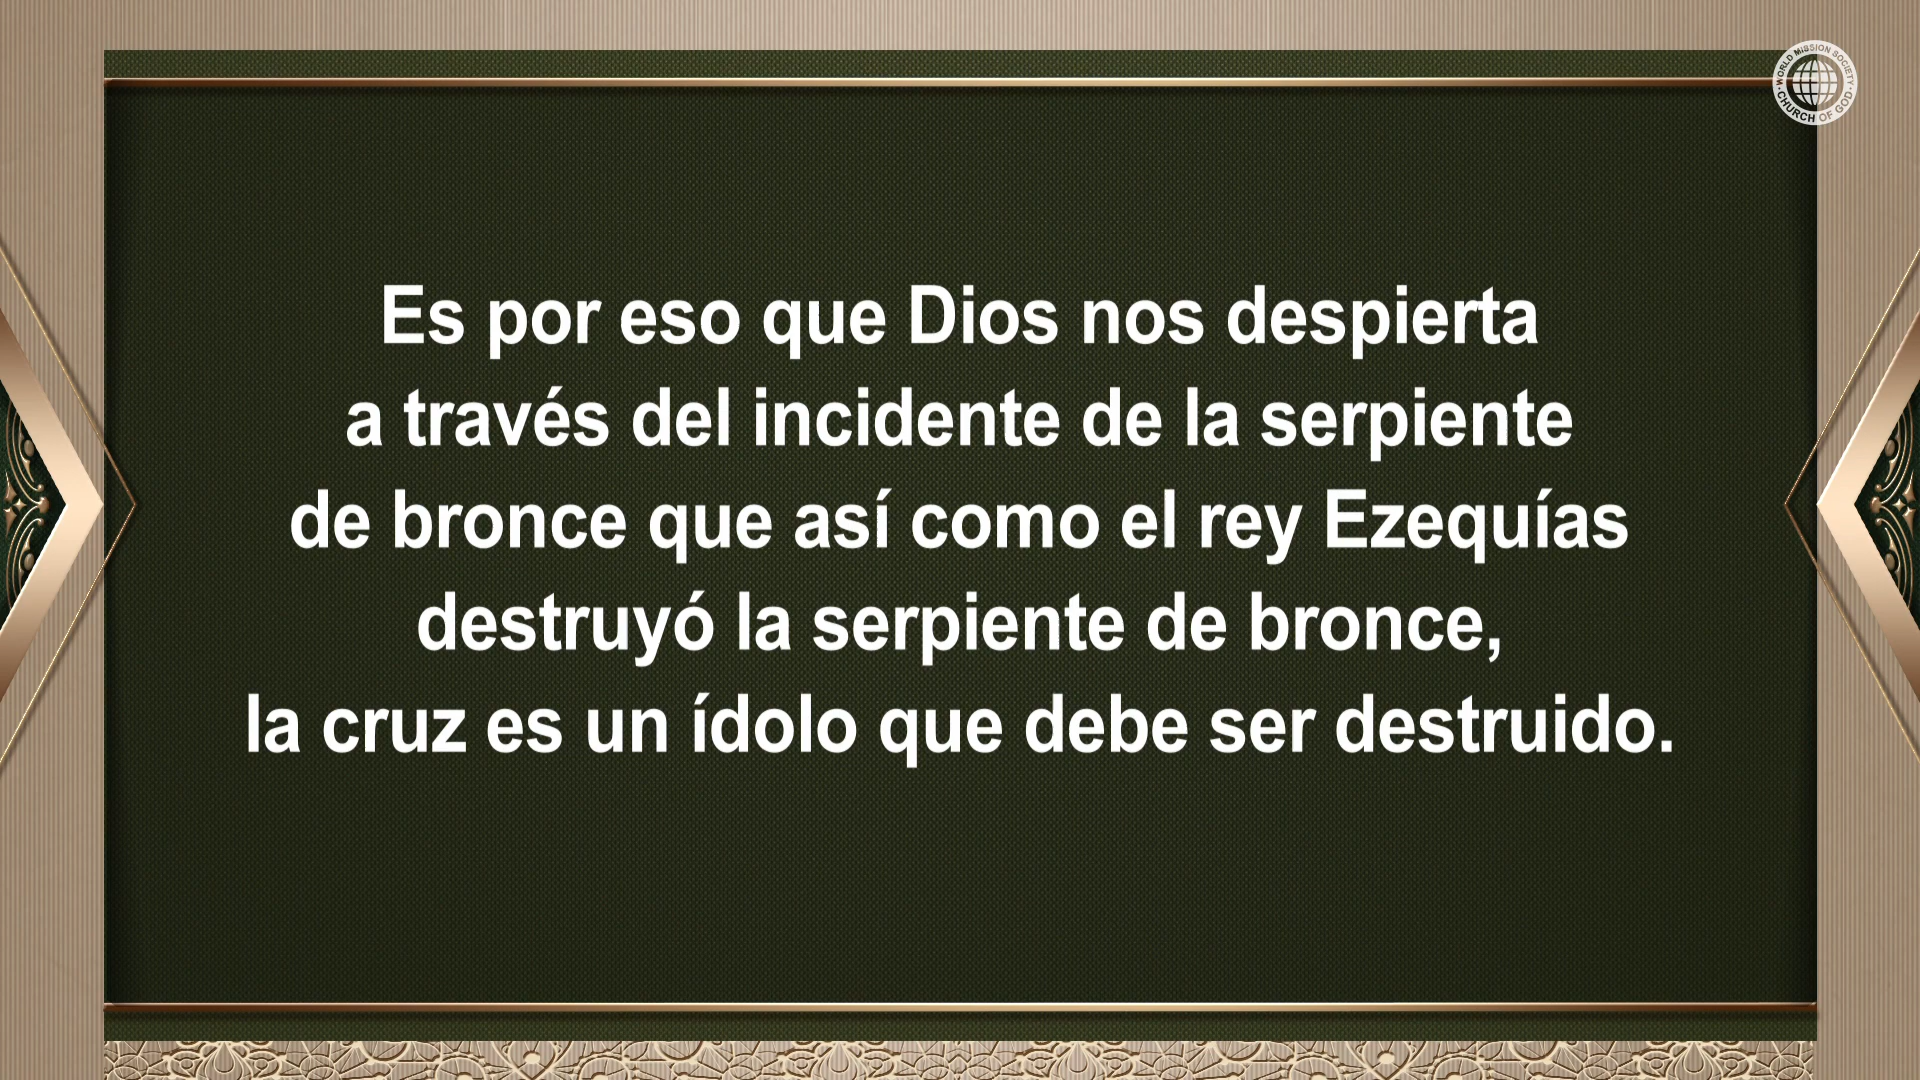 WORLD MISSION SOCIETY
CHURCH OF GOD
Es por eso que Dios nos despierta
a través del incidente de la serpiente
de bronce que así como el rey Ezequías
destruyó la serpiente de bronce,
la cruz es un ídolo que debe ser destruido.